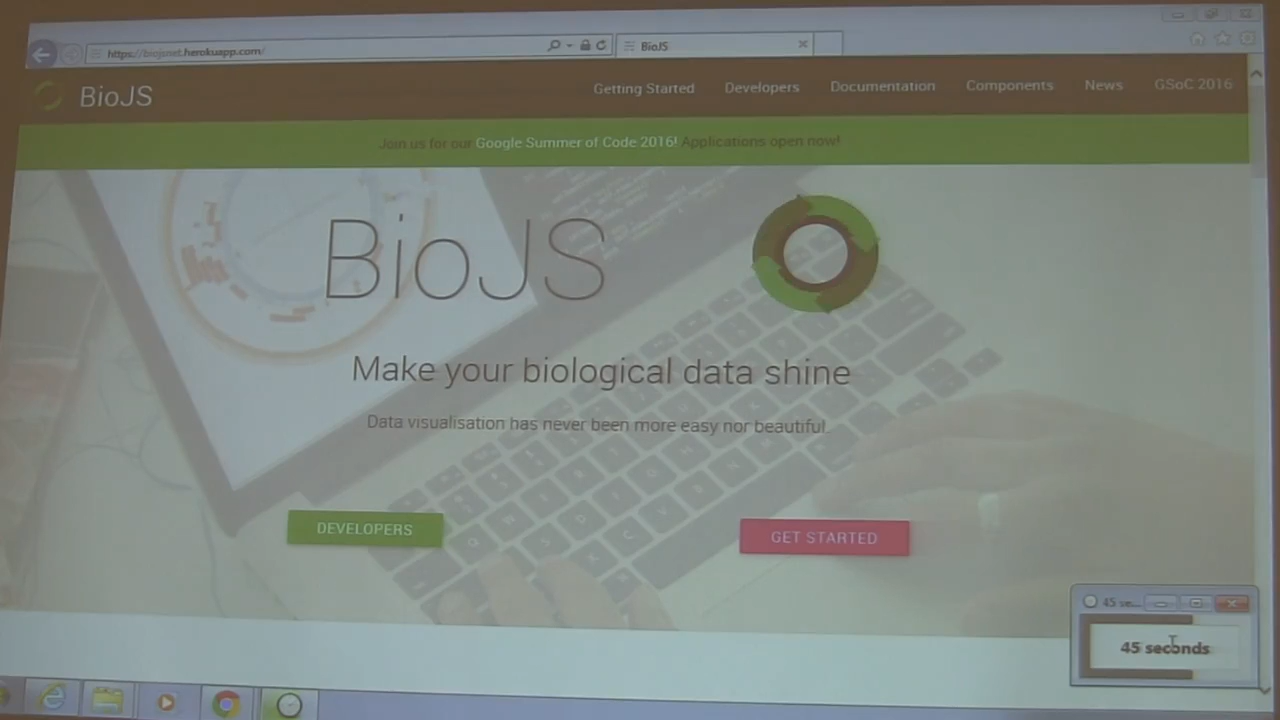 https://biojsnet.herokuapp.com/
BioJS
BioJS
Getting Started
Developers
Documentation
Components
News
GSoC 2016
Join us for our Google Summer of Code 2016! Applications open now!
BioJS
Make your biological data shine
Data visualisation has never been more easy nor beautiful.
DEVELOPERS
GET STARTED
45 se...
45 seconds